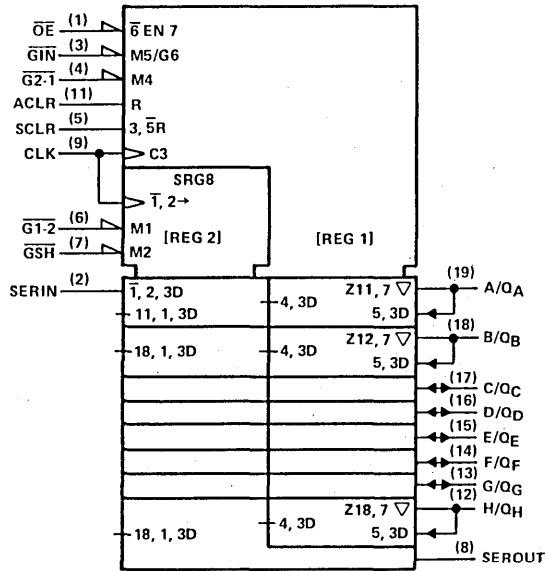 (1)
OE 6 EN 7
(3)
GIN M5/G6
(4)
G2-1 M4
(11)
ACLR R
(5)
SCLR 3, 5R
(9)
CLK C3
SRG8
1, 2→
(6)
G1-2 M1
[REG 2] [REG 1]
(7)
GSH M2
(2)
SERIN 1, 2, 3D
11, 1, 3D
4, 3D
Z11, 7 ▽
5, 3D
(19)
A/QA
18, 1, 3D
4, 3D
Z12, 7 ▽
5, 3D
(18)
B/QB
(17)
C/QC
(16)
D/QD
(15)
E/QE
(14)
F/QF
(13)
G/QG
(12)
H/QH
Z18, 7 ▽
4, 3D
5, 3D
18, 1, 3D
(8)
SEROUT